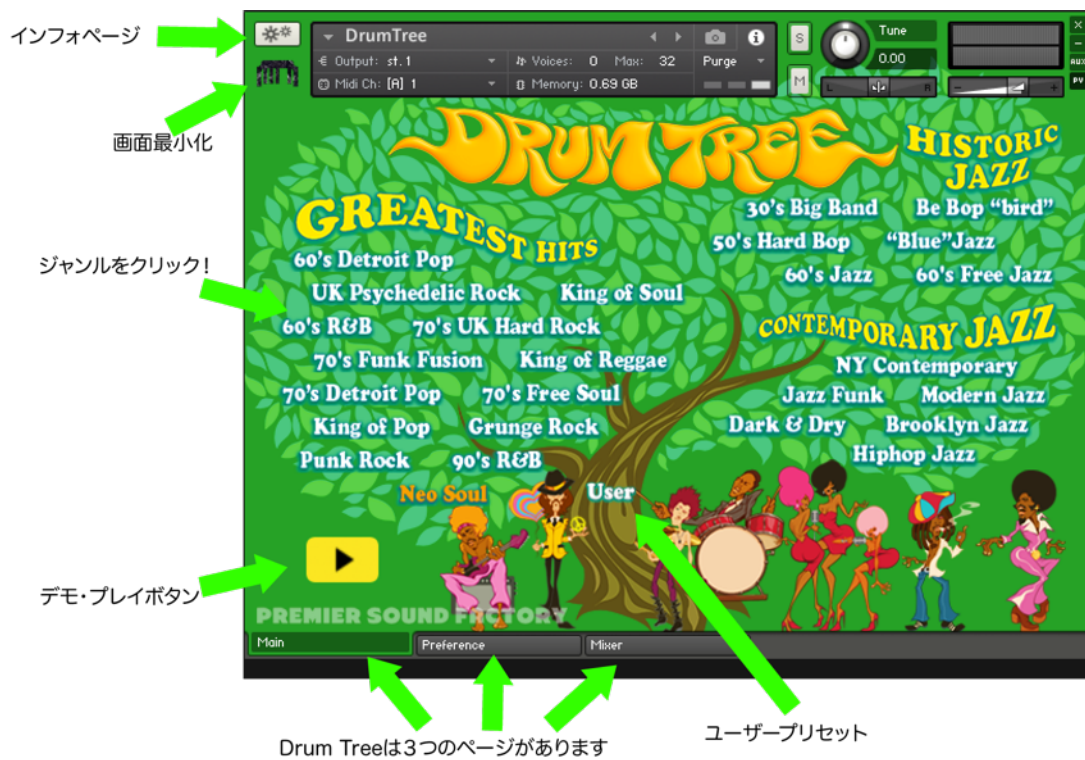 インフォページ
画面最小化
ジャンルをクリック!
デモ・プレイボタン
DrumTree
Output: st. 1
Voices: 0 Max: 32
Purge
Midi Ch: [A] 1
Memory: 0.69 GB
S
M
Tune
0.00
L
R
-
+
X
-
AUX
PV
DRUM TREE
GREATEST HITS
60's Detroit Pop
UK Psychedelic Rock King of Soul
60's R&B 70's UK Hard Rock
70's Funk Fusion King of Reggae
70's Detroit Pop 70's Free Soul
King of Pop Grunge Rock
Punk Rock 90's R&B
Neo Soul
User
HISTORIC
JAZZ
30's Big Band Be Bop “bird”
50's Hard Bop “Blue”Jazz
60's Jazz 60's Free Jazz
CONTEMPORARY JAZZ
NY Contemporary
Jazz Funk Modern Jazz
Dark & Dry Brooklyn Jazz
Hiphop Jazz
PREMIER SOUND FACTORY
Main
Preference
Mixer
Drum Treeは3つのページがあります
ユーザープリセット